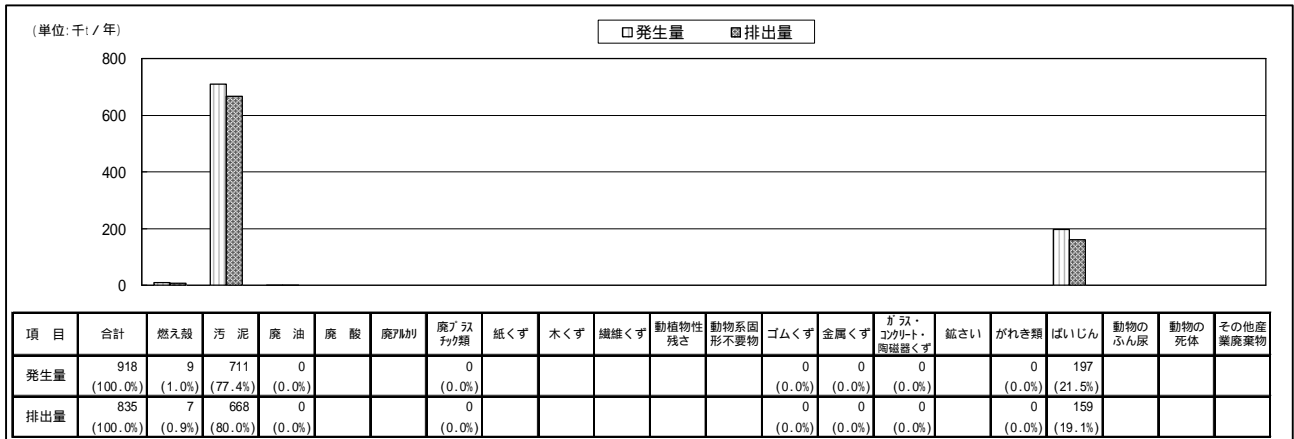 (単位:千t/年)
発生量 排出量
800
600
400
200
0
項 目 合計 燃え殻 汚 泥 廃 油 廃 酸 廃アルカリ 廃プラスチック類 紙くず 木くず 繊維くず 動植物性残さ 動物系固形不要物 ゴムくず 金属くず ガラス・コンクリート・陶磁器くず 鉱さい がれき類 ばいじん 動物のふん尿 動物の死体 その他産業廃棄物
発生量 918 9 711 0 0 0 0 0 0 197
(100.0%) (1.0%) (77.4%) (0.0%) (0.0%) (0.0%) (0.0%) (0.0%) (0.0%) (21.5%)
排出量 835 7 668 0 0 0 0 0 0 159
(100.0%) (0.9%) (80.0%) (0.0%) (0.0%) (0.0%) (0.0%) (0.0%) (0.0%) (19.1%)